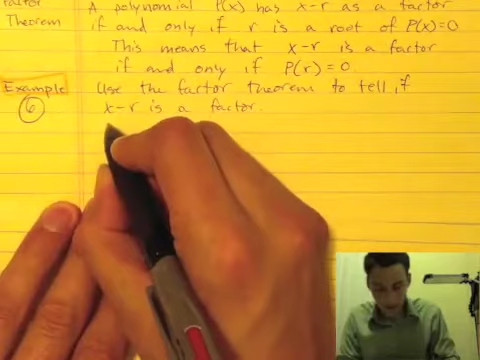 Factor A polynomial P(x) has x-r as a factor
Theorem if and only if r is a root of P(x)=0
This means that x-r is a factor
if and only if P(r)=0.
Example Use the factor theorem to tell if
6 x-r is a factor.